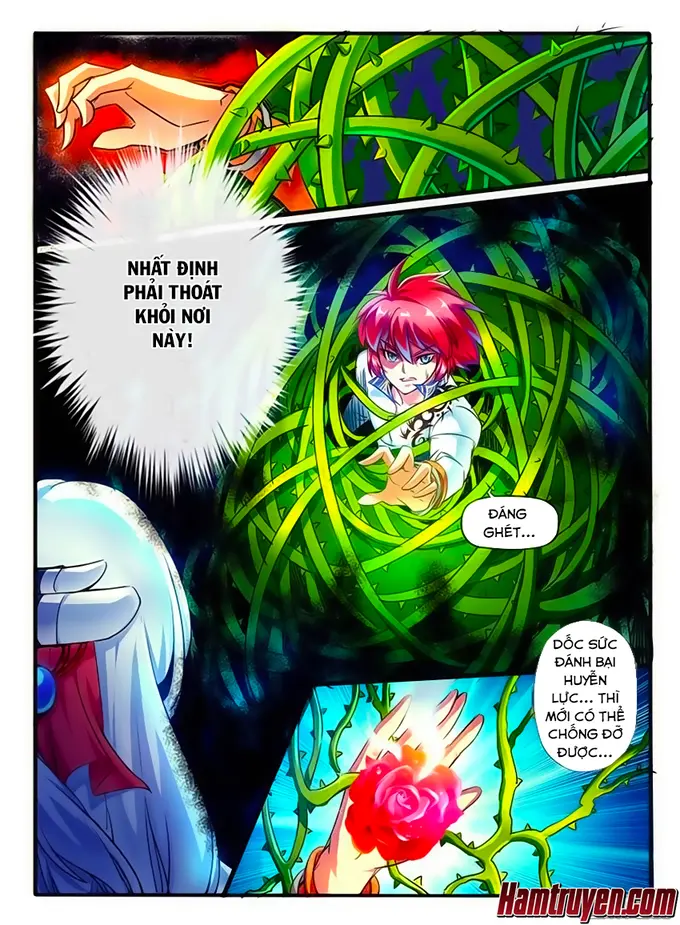 NHẤT ĐỊNH
PHẢI THOÁT
KHỎI NƠI
NÀY!
ĐÁNG
GHÉT...
DỐC SỨC
ĐÁNH BẠI
HUYỄN
LỰC... THÌ
MỚI CÓ THỂ
CHỐNG ĐỠ
ĐƯỢC...
Hamtruyen.com